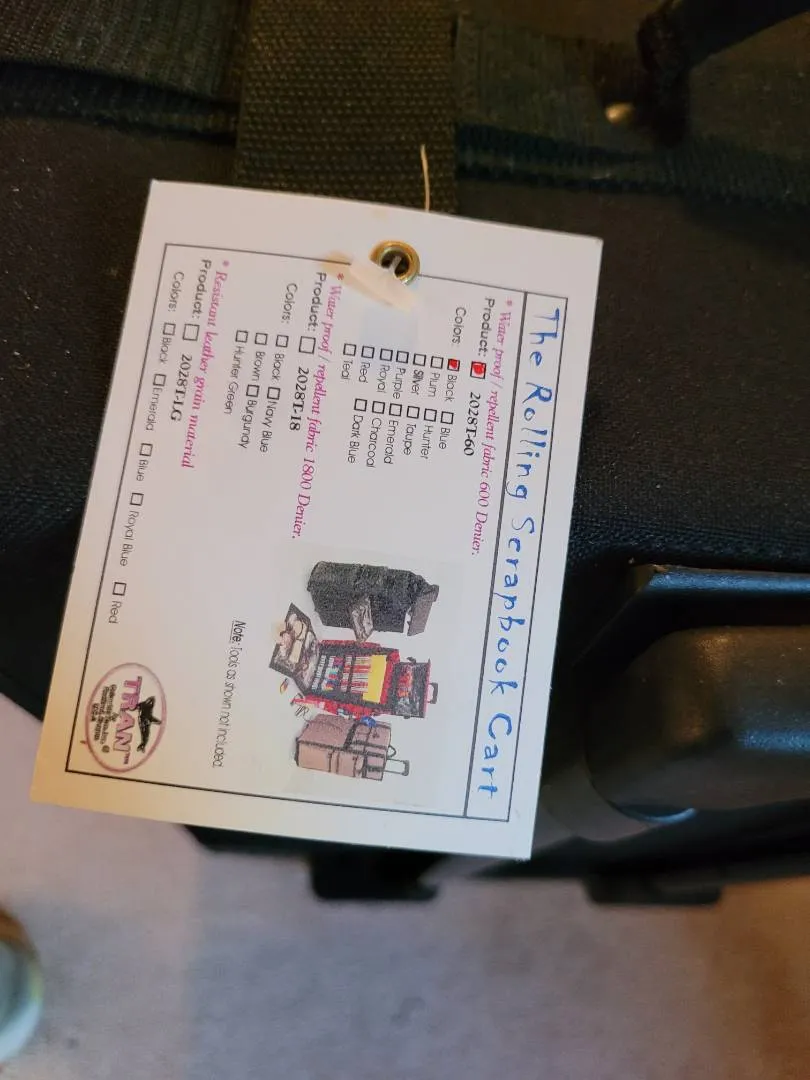 The Rolling Scrapbook Cart
* Water proof / repellent fabric 600 Denier.
Product: 2028T-60
Colors: Black Blue
Plum Hunter
Silver Taupe
Purple Emerald
Royal Charcoal
Red Dark Blue
Teal
* Water proof / repellent fabric 1800 Denier.
Product: 2028T-18
Colors: Black Navy Blue
Brown Burgundy
Hunter Green
* Resistant leather grain material
Product: 2028T-LG
Colors: Black Emerald Blue Royal Blue Red
Note: Tools as shown not included.
TRAN™
U.S.A